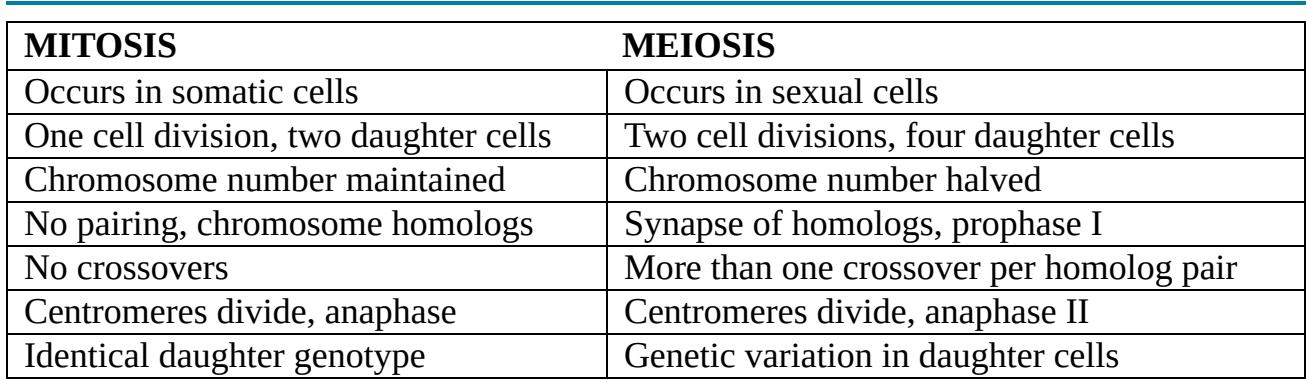 MITOSIS MEIOSIS
Occurs in somatic cells Occurs in sexual cells
One cell division, two daughter cells Two cell divisions, four daughter cells
Chromosome number maintained Chromosome number halved
No pairing, chromosome homologs Synapse of homologs, prophase I
No crossovers More than one crossover per homolog pair
Centromeres divide, anaphase Centromeres divide, anaphase II
Identical daughter genotype Genetic variation in daughter cells